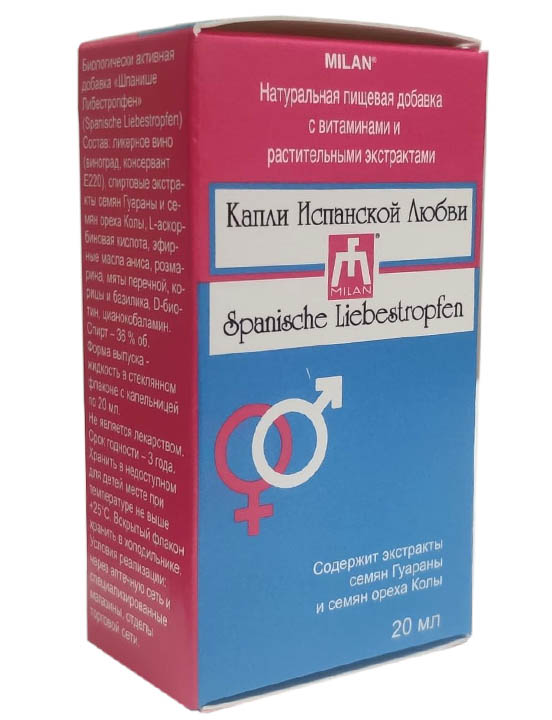 Биологически активная
добавка «Шпанише
Либестропфен»
(Spanische Liebestropfen)
Состав: ликерное вино
(виноград, консервант
Е220), спиртовые экстра-
кты семян Гуараны и се-
мян ореха Колы, L-аскор-
биновая кислота, эфир-
ные масла аниса, розма-
рина, мяты перечной, ко-
рицы и базилика, D-био-
тин, цианокобаламин.
Спирт – 36 % об.
Форма выпуска -
жидкость в стеклянном
флаконе с капельницей
по 20 мл.
Не является лекарством.
Срок годности – 3 года.
Хранить в недоступном
для детей месте при
температуре не выше
+25°С. Вскрытый флакон
хранить в холодильнике.
Условия реализации:
через аптечную сеть и
специализированные
магазины, отделы
торговой сети.
MILAN®
Натуральная пищевая добавка
с витаминами и
растительными экстрактами
Капли Испанской Любви
®
MILAN
Spanische Liebestropfen
Содержит экстракты
семян Гуараны
и семян ореха Колы
20 мл